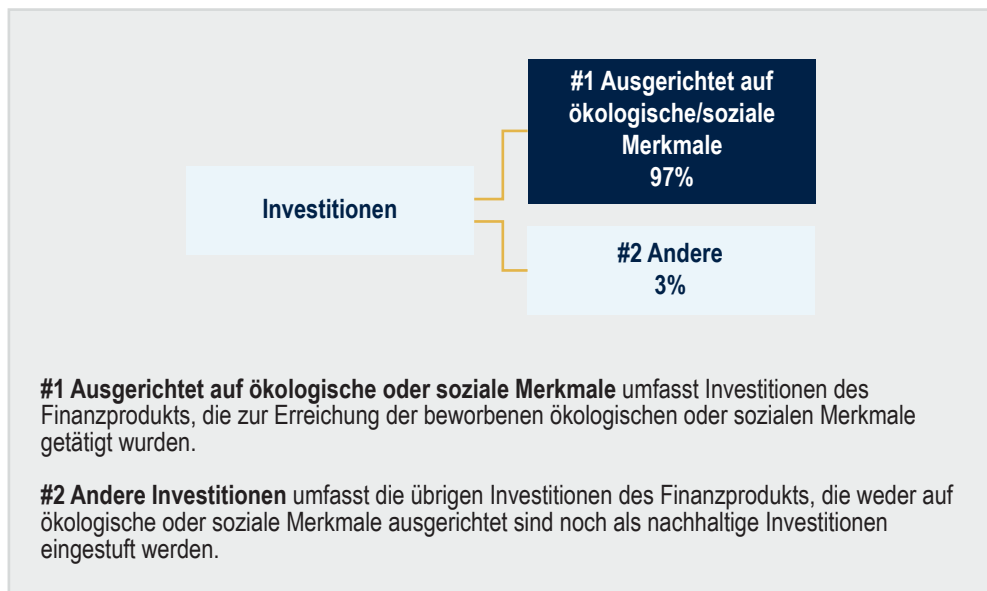 #1 Ausgerichtet auf
ökologische/soziale
Merkmale
97%
Investitionen
#2 Andere
3%
#1 Ausgerichtet auf ökologische oder soziale Merkmale umfasst Investitionen des
Finanzprodukts, die zur Erreichung der beworbenen ökologischen oder sozialen Merkmale
getätigt wurden.
#2 Andere Investitionen umfasst die übrigen Investitionen des Finanzprodukts, die weder auf
ökologische oder soziale Merkmale ausgerichtet sind noch als nachhaltige Investitionen
eingestuft werden.